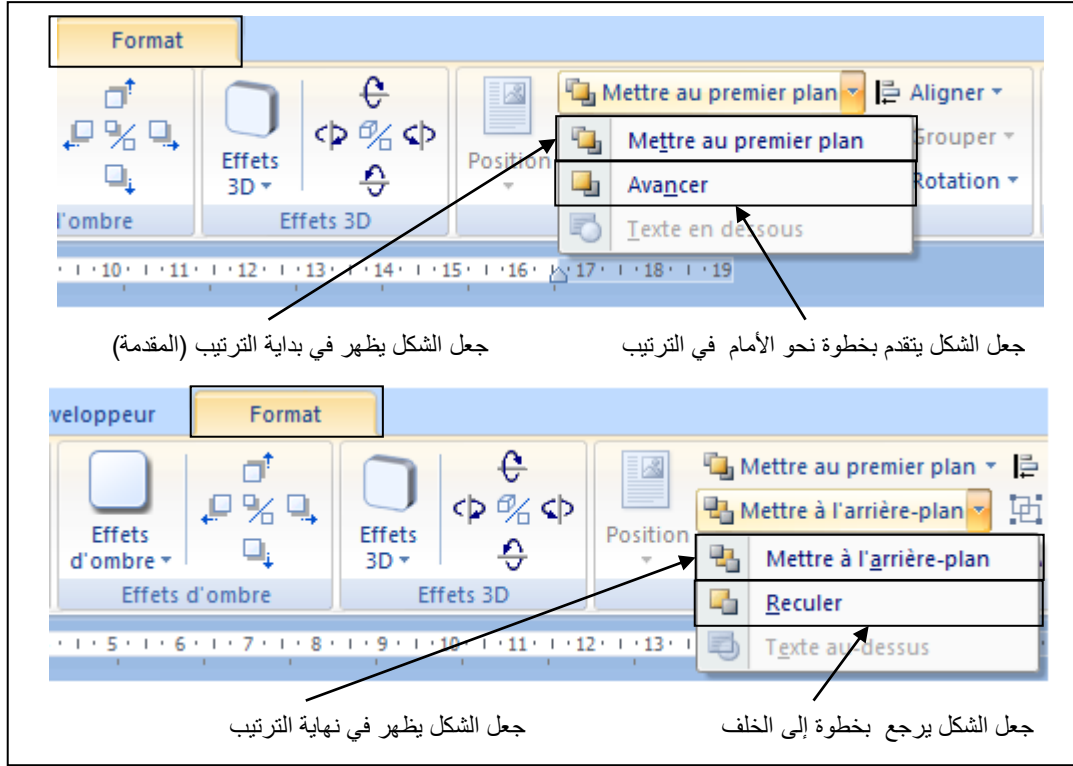 Format
Mettre au premier plan
Aligner
Mettre au premier plan
Grouper
Effets
3D
Position
Avancer
Rotation
l'ombre
Effets 3D
Texte en dessous
10 11 12 13 14 15 16 17 18 19
جعل الشكل يتقدم بخطوة نحو الأمام في الترتيب
جعل الشكل يظهر في بداية الترتيب (المقدمة)
veloppeur
Format
Mettre au premier plan
Mettre à l'arrière-plan
Effets
d'ombre
Effets
3D
Position
Mettre à l'arrière-plan
Effets d'ombre
Effets 3D
Reculer
5 6 7 8 9 10 11 12 13
Texte au-dessus
جعل الشكل يرجع بخطوة إلى الخلف
جعل الشكل يظهر في نهاية الترتيب